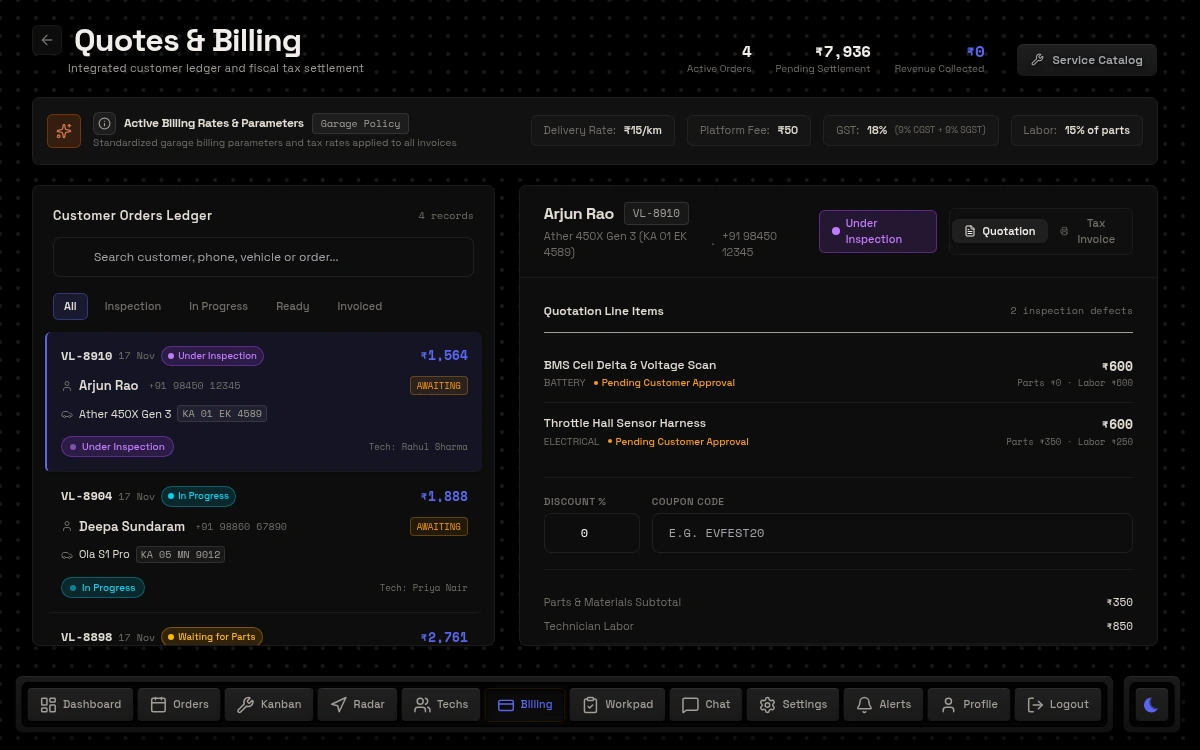 Quotes & Billing
Integrated customer ledger and fiscal tax settlement
4
Active Orders
₹7,936
Pending Settlement
₹0
Revenue Collected
Service Catalog
Active Billing Rates & Parameters
Garage Policy
Standardized garage billing parameters and tax rates applied to all invoices
Delivery Rate: ₹15/km
Platform Fee: ₹50
GST: 18% (9% CGST + 9% SGST)
Labor: 15% of parts
Customer Orders Ledger
4 records
Search customer, phone, vehicle or order...
All
Inspection
In Progress
Ready
Invoiced
VL-8910 17 Nov Under Inspection ₹1,564
Arjun Rao +91 98450 12345 AWAITING
Ather 450X Gen 3 KA 01 EK 4589
Under Inspection Tech: Rahul Sharma
VL-8904 17 Nov In Progress ₹1,888
Deepa Sundaram +91 98860 67890 AWAITING
Ola S1 Pro KA 05 MN 9012
In Progress Tech: Priya Nair
VL-8898 17 Nov Waiting for Parts ₹2,761
Arjun Rao VL-8910
Ather 450X Gen 3 (KA 01 EK
4589)
·
+91 98450
12345
Under
Inspection
Quotation
Tax
Invoice
Quotation Line Items
2 inspection defects
BMS Cell Delta & Voltage Scan ₹600
BATTERY • Pending Customer Approval Parts ₹0 · Labor ₹600
Throttle Hall Sensor Harness ₹600
ELECTRICAL • Pending Customer Approval Parts ₹350 · Labor ₹250
DISCOUNT %
COUPON CODE
0
E.G. EVFEST20
Parts & Materials Subtotal ₹350
Technician Labor ₹850
Dashboard
Orders
Kanban
Radar
Techs
Billing
Workpad
Chat
Settings
Alerts
Profile
Logout